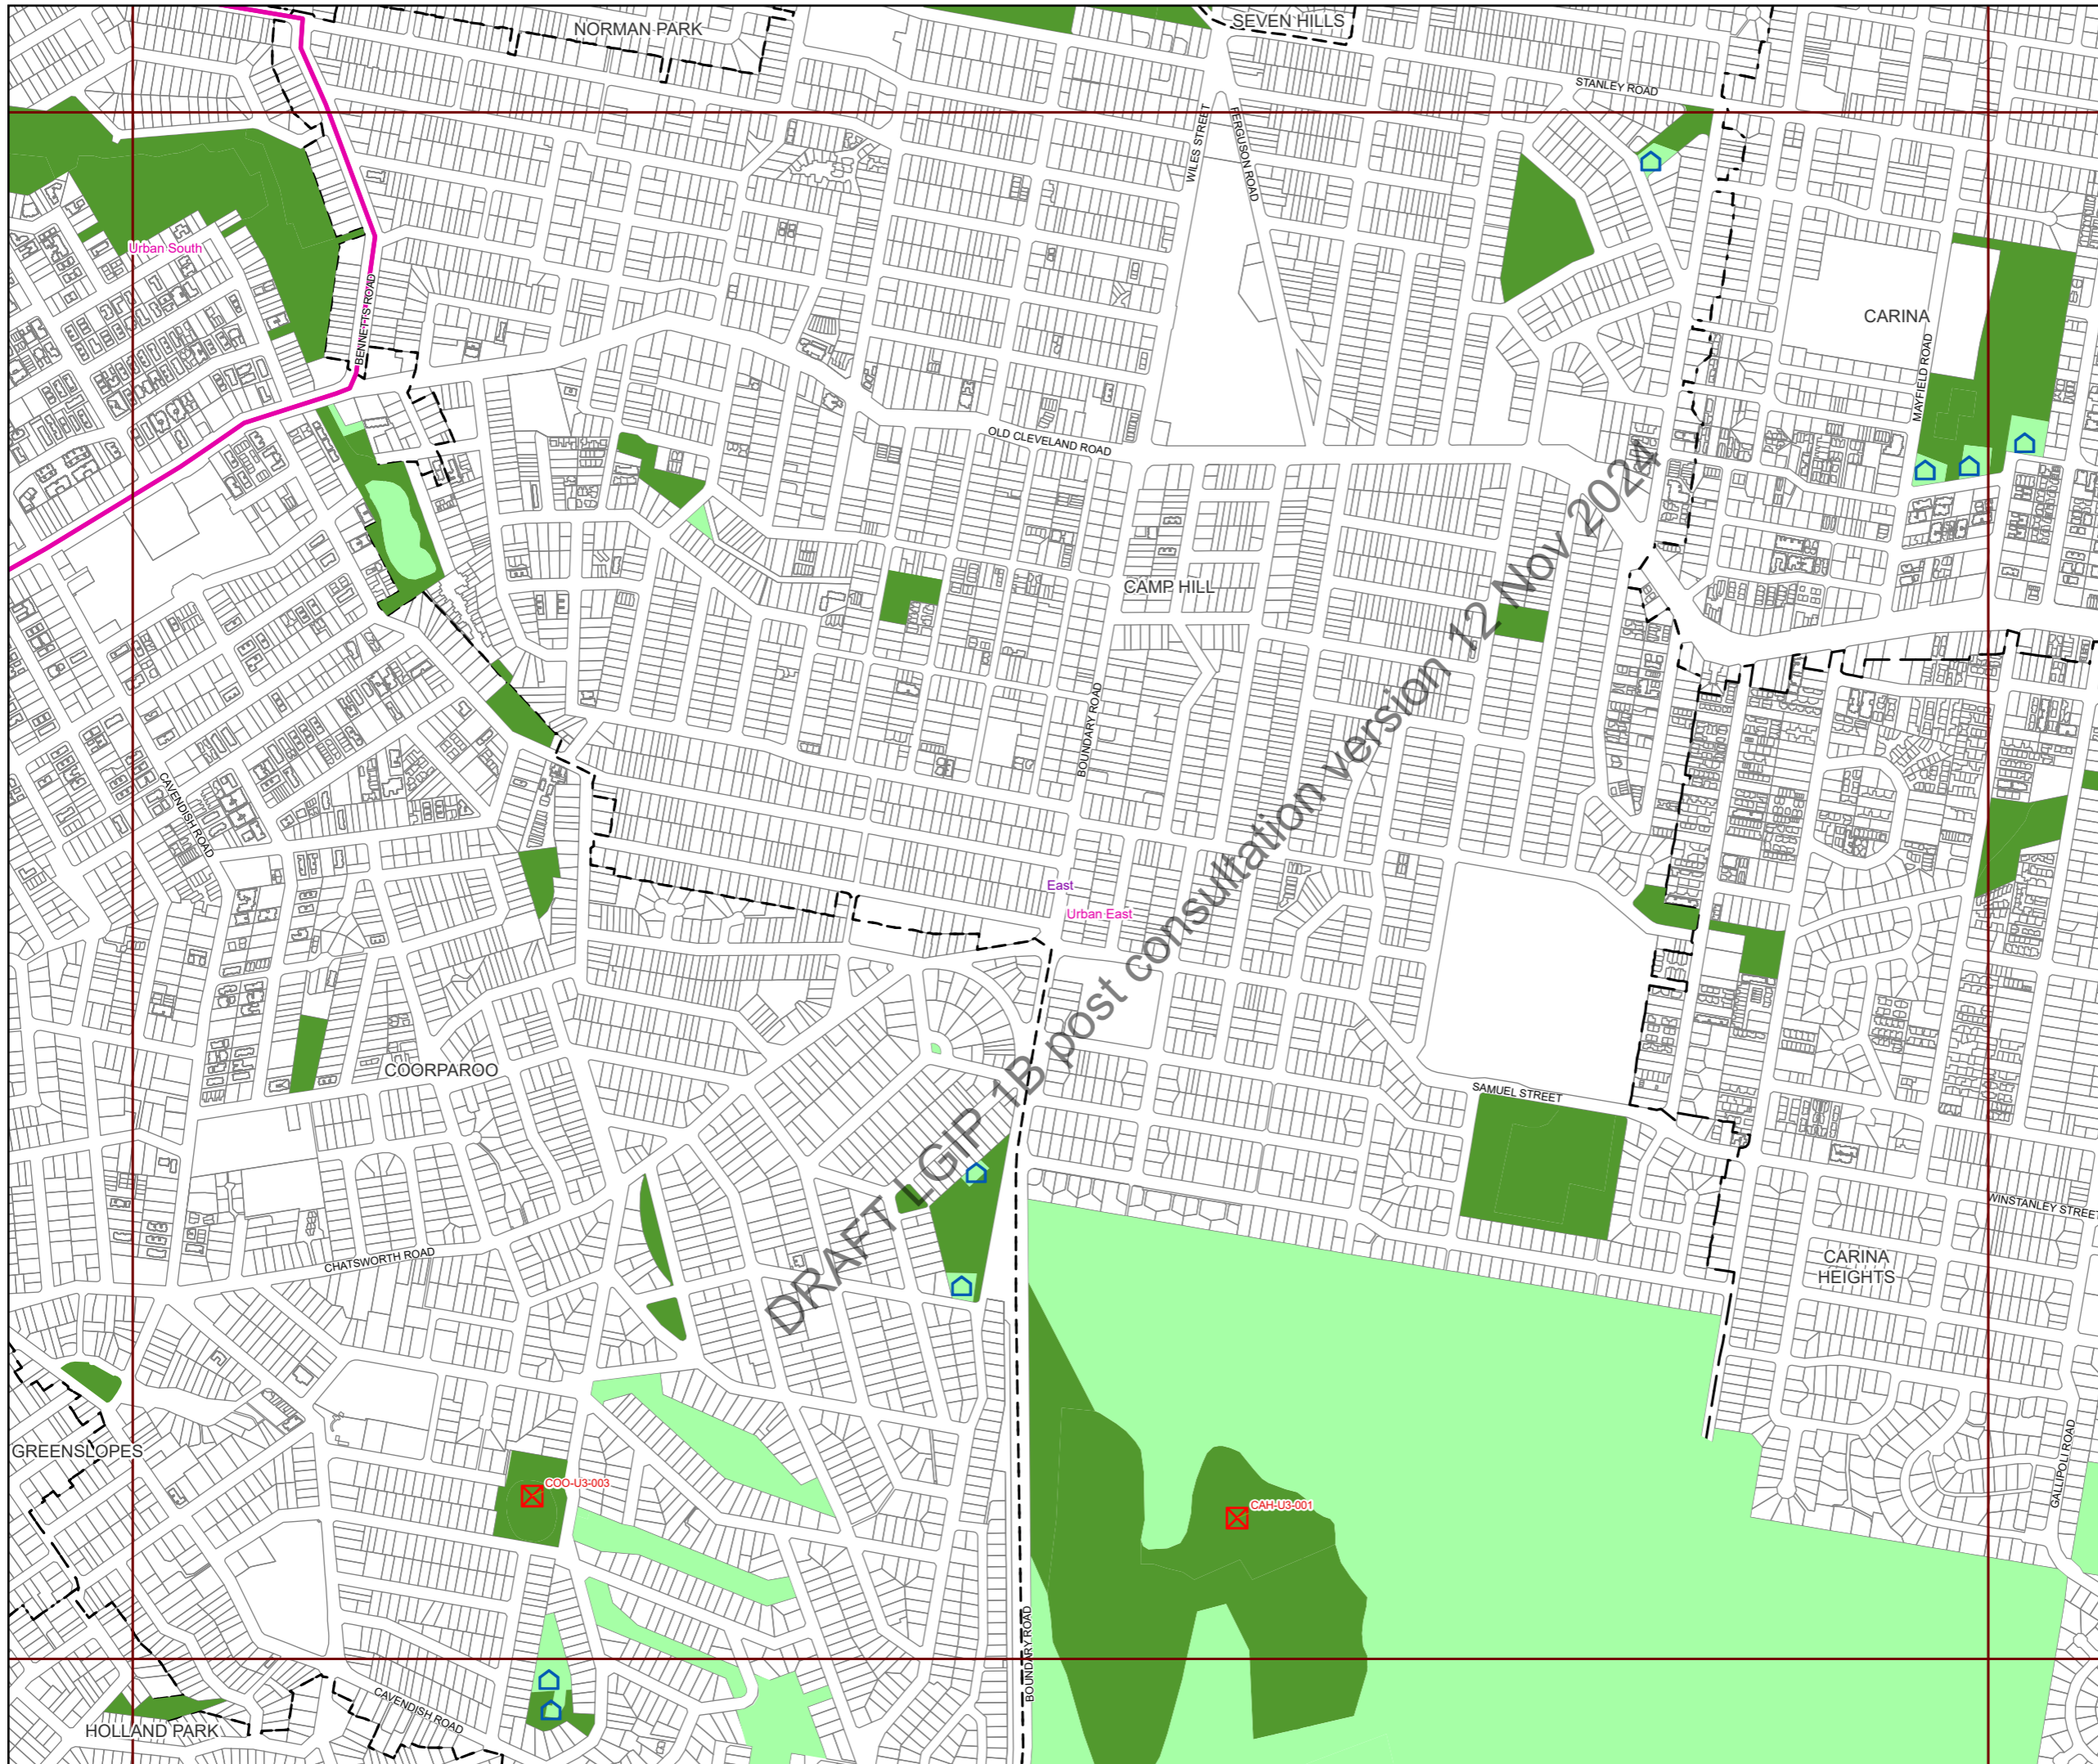 NORMAN PARK
SEVEN HILLS
STANLEY ROAD
WILES STREET
FERGUSON ROAD
Urban South
BENNETTS ROAD
CARINA
MAYFIELD ROAD
OLD CLEVELAND ROAD
CAMP HILL
BOUNDARY ROAD
CAVENDISH ROAD
East
Urban East
DRAFT LGIP 1B post consultation version 12 Nov 2024
COORPAROO
SAMUEL STREET
WINSTANLEY STREET
CHATSWORTH ROAD
CARINA
HEIGHTS
GREENSLOPES
COO-U3-003
CAH-U3-001
GALLIPOLI ROAD
BOUNDARY ROAD
CAVENDISH ROAD
HOLLAND PARK